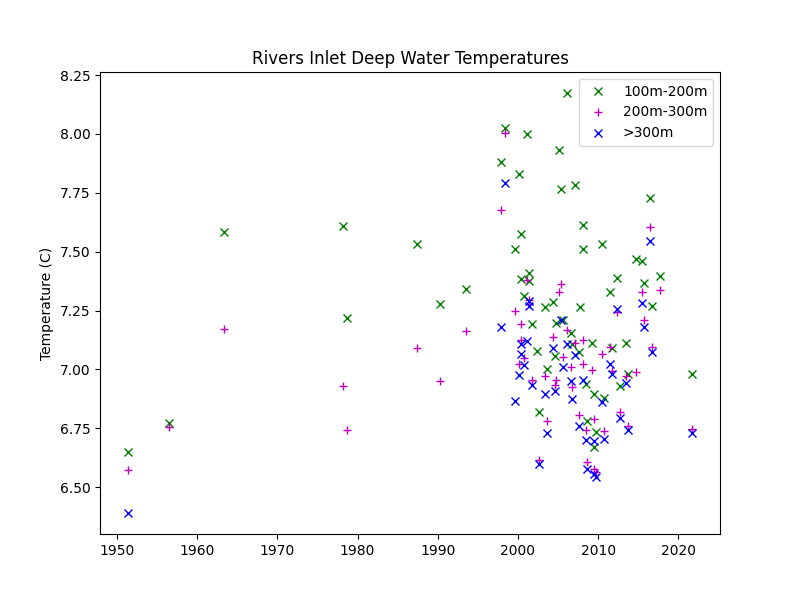 Rivers Inlet Deep Water Temperatures
8.25
8.00
7.75
7.50
7.25
7.00
6.75
6.50
Temperature (C)
100m-200m
200m-300m
>300m
1950 1960 1970 1980 1990 2000 2010 2020